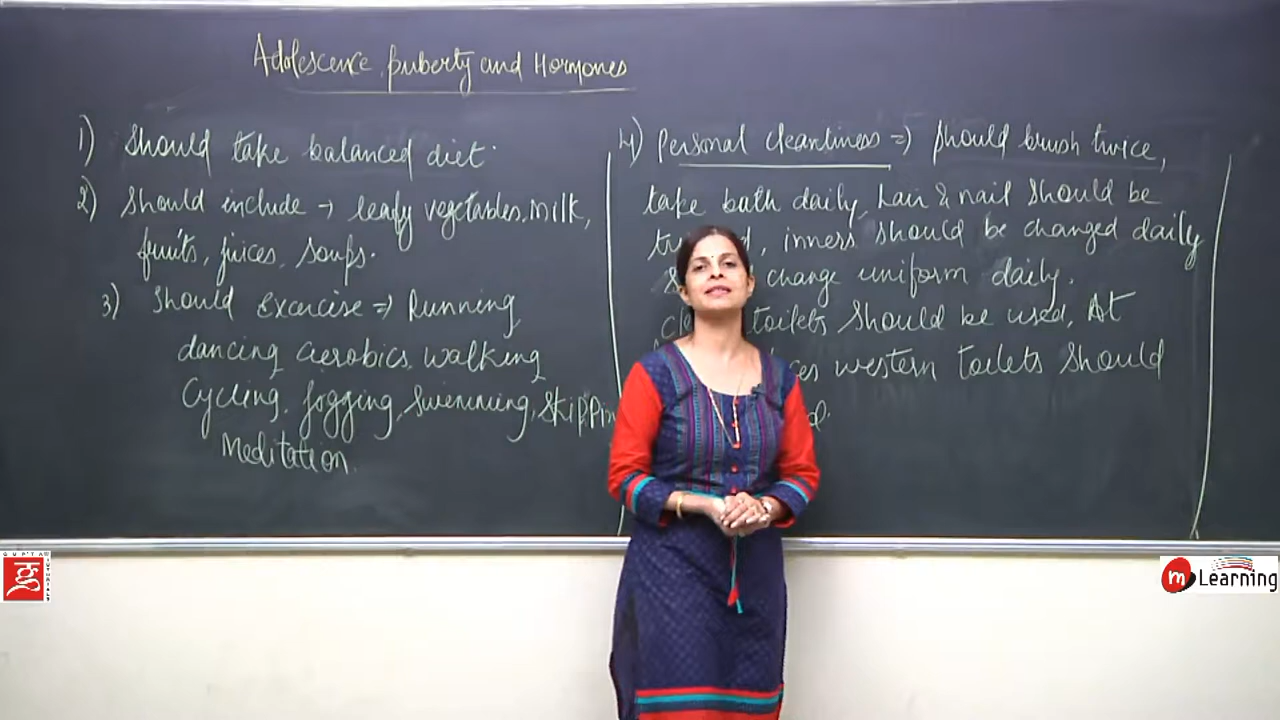 Adolescence, puberty and Hormones
1) Should take balanced diet.
2) Should include → leafy vegetables, milk,
fruits, juices, soups.
3) Should exercise ⇒ Running
dancing aerobics, walking
Cycling, Jogging, Swimming, Skippin
Meditation.
4) Personal cleanliness ⇒ Should brush twice,
take bath daily, hair & nail should be
inners should be changed daily
change uniform daily.
toilets should be used, At
western toilets should
GUPTA
m Learning